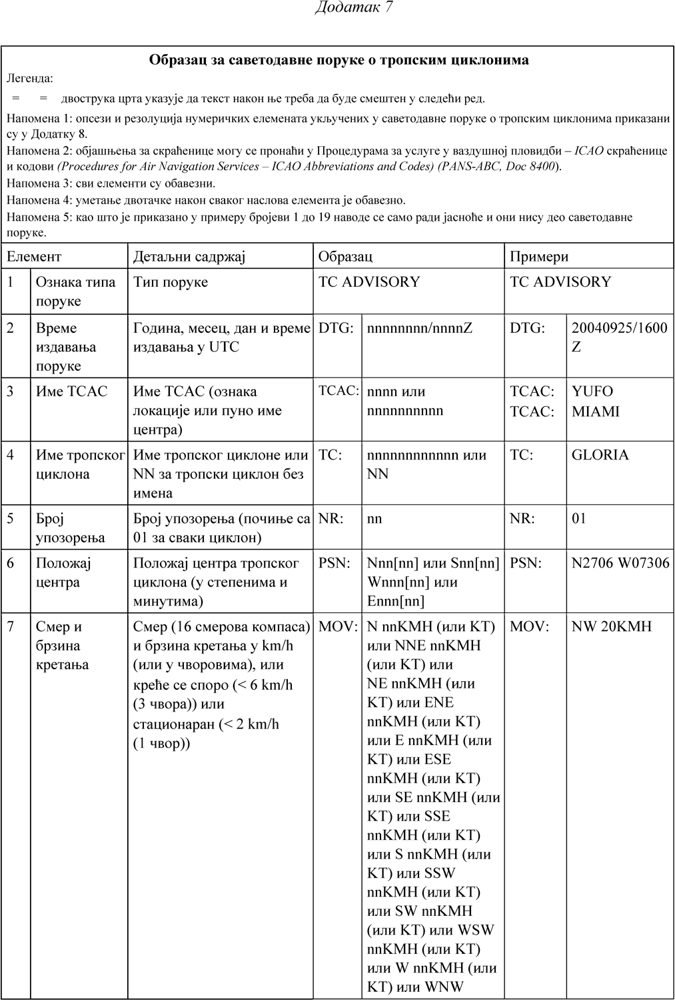 Додатак 7
Образац за саветодавне поруке о тропским циклонима
Легенда:
= = двострука црта указује да текст након ње треба да буде смештен у следећи ред.
Напомена 1: опсези и резолуција нумеричких елемената укључених у саветодавне поруке о тропским циклонима приказани
су у Додатку 8.
Напомена 2: објашњења за скраћенице могу се пронаћи у Процедурама за услуге у ваздушној пловидби – ICAO скраћенице
и кодови (Procedures for Air Navigation Services – ICAO Abbreviations and Codes) (PANS-ABC, Doc 8400).
Напомена 3: сви елементи су обавезни.
Напомена 4: уметање двотачке након сваког наслова елемента је обавезно.
Напомена 5: као што је приказано у примеру бројеви 1 до 19 наводе се само ради јасноће и они нису део саветодавне
поруке.
Елемент Детаљни садржај Образац Примери
1 Ознака типа Тип поруке TC ADVISORY TC ADVISORY
поруке
2 Време Година, месец, дан и време DTG: nnnnnnnn/nnnnZ DTG: 20040925/1600
издавања издавања у UTC Z
поруке
3 Име TCAC Име TCAC (ознака TCAC: nnnn или TCAC: YUFO
локације или пуно име nnnnnnnnnn TCAC: MIAMI
центра)
4 Име тропског Име тропског циклоне или TC: nnnnnnnnnnnn или TC: GLORIA
циклона NN за тропски циклон без NN
имена
5 Број Број упозорења (почиње са NR: nn NR: 01
упозорења 01 за сваки циклон)
6 Положај Положај центра тропског PSN: Nnn[nn] или Snn[nn] PSN: N2706 W07306
центра циклона (у степенима и Wnnn[nn] или
минутима) Ennn[nn]
7 Смер и Смер (16 смерова компаса) MOV: N nnKMH (или KT) MOV: NW 20KMH
брзина и брзина кретања у km/h или NNE nnKMH
кретања (или у чворовима), или (или KT) или
креће се споро (< 6 km/h NE nnKMH (или
(3 чвора)) или KT) или ENE
стационаран (< 2 km/h nnKMH (или KT)
(1 чвор)) или E nnKMH (или
KT) или ESE
nnKMH (или KT)
или SE nnKMH (или
KT) или SSE
nnKMH (или KT)
или S nnKMH (или
KT) или SSW
nnKMH (или KT)
или SW nnKMH
(или KT) или WSW
nnKMH (или KT)
или W nnKMH (или
KT) или WNW